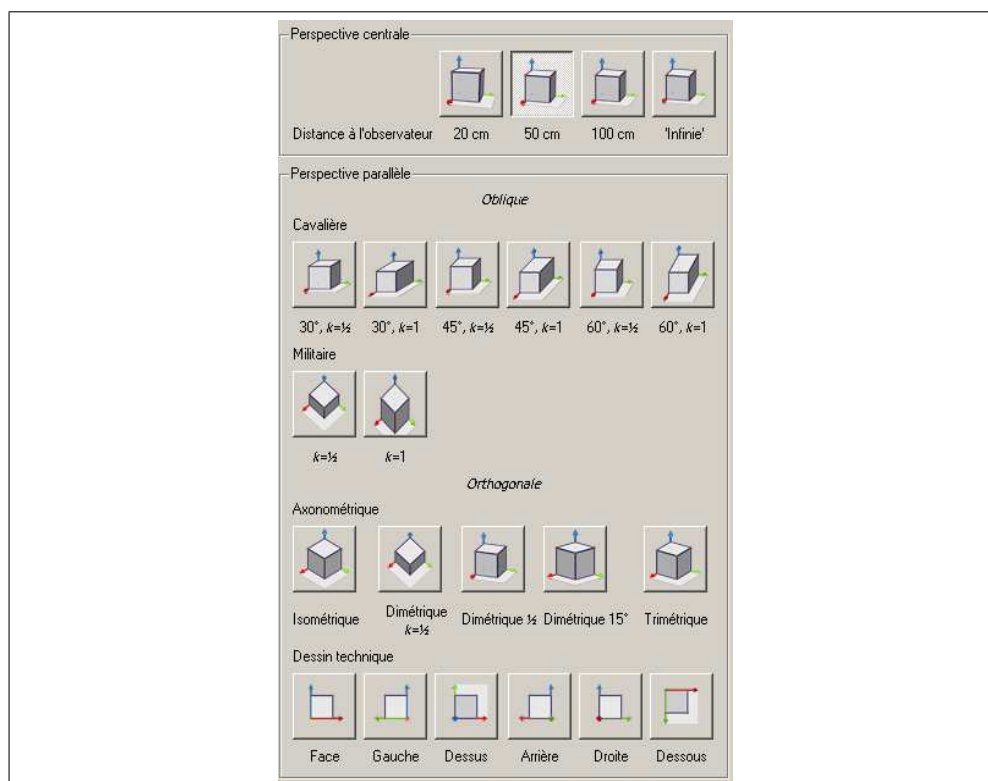 Perspective centrale
Distance à l'observateur 20 cm 50 cm 100 cm 'Infinie'
Perspective parallèle
Oblique
Cavalière
30°, k=½ 30°, k=1 45°, k=½ 45°, k=1 60°, k=½ 60°, k=1
Militaire
k=½ k=1
Orthogonale
Axonométrique
Isométrique Dimétrique k=½ Dimétrique ½ Dimétrique 15° Trimétrique
Dessin technique
Face Gauche Dessus Arrière Droite Dessous